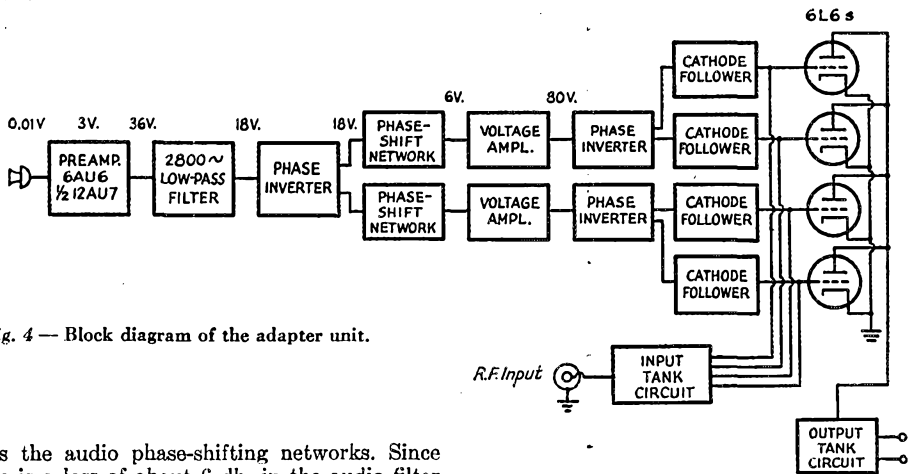 6L6s
0.01V 3V. 36V. 18V. 18V. 6V. 80V.
PREAMP.
6AU6
½ 12AU7
2800~
LOW-PASS
FILTER
PHASE
INVERTER
PHASE-
SHIFT
NETWORK
VOLTAGE
AMPL.
PHASE
INVERTER
CATHODE
FOLLOWER
CATHODE
FOLLOWER
PHASE-
SHIFT
NETWORK
VOLTAGE
AMPL.
PHASE
INVERTER
CATHODE
FOLLOWER
CATHODE
FOLLOWER
g. 4 — Block diagram of the adapter unit.
R.F. Input
INPUT
TANK
CIRCUIT
OUTPUT
TANK
CIRCUIT
s the audio phase-shifting networks. Since